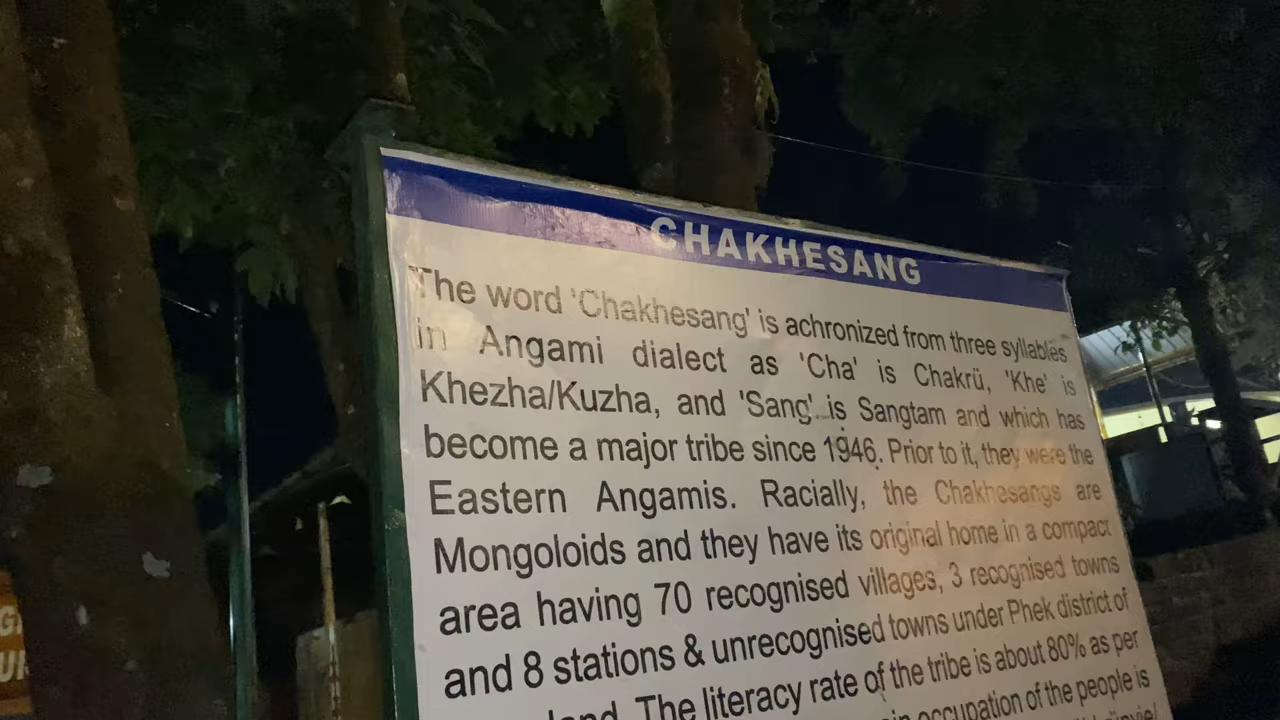 CHAKHESANG
The word 'Chakhesang' is achronized from three syllables
in Angami dialect as 'Cha' is Chakrü, 'Khe' is
Khezha/Kuzha, and 'Sang' is Sangtam and which has
become a major tribe since 1946. Prior to it, they were the
Eastern Angamis. Racially, the Chakhesangs are
Mongoloids and they have its original home in a compact
area having 70 recognised villages, 3 recognised towns
and 8 stations & unrecognised towns under Phek district of
The literacy rate of the tribe is about 80% as per
occupation of the people is